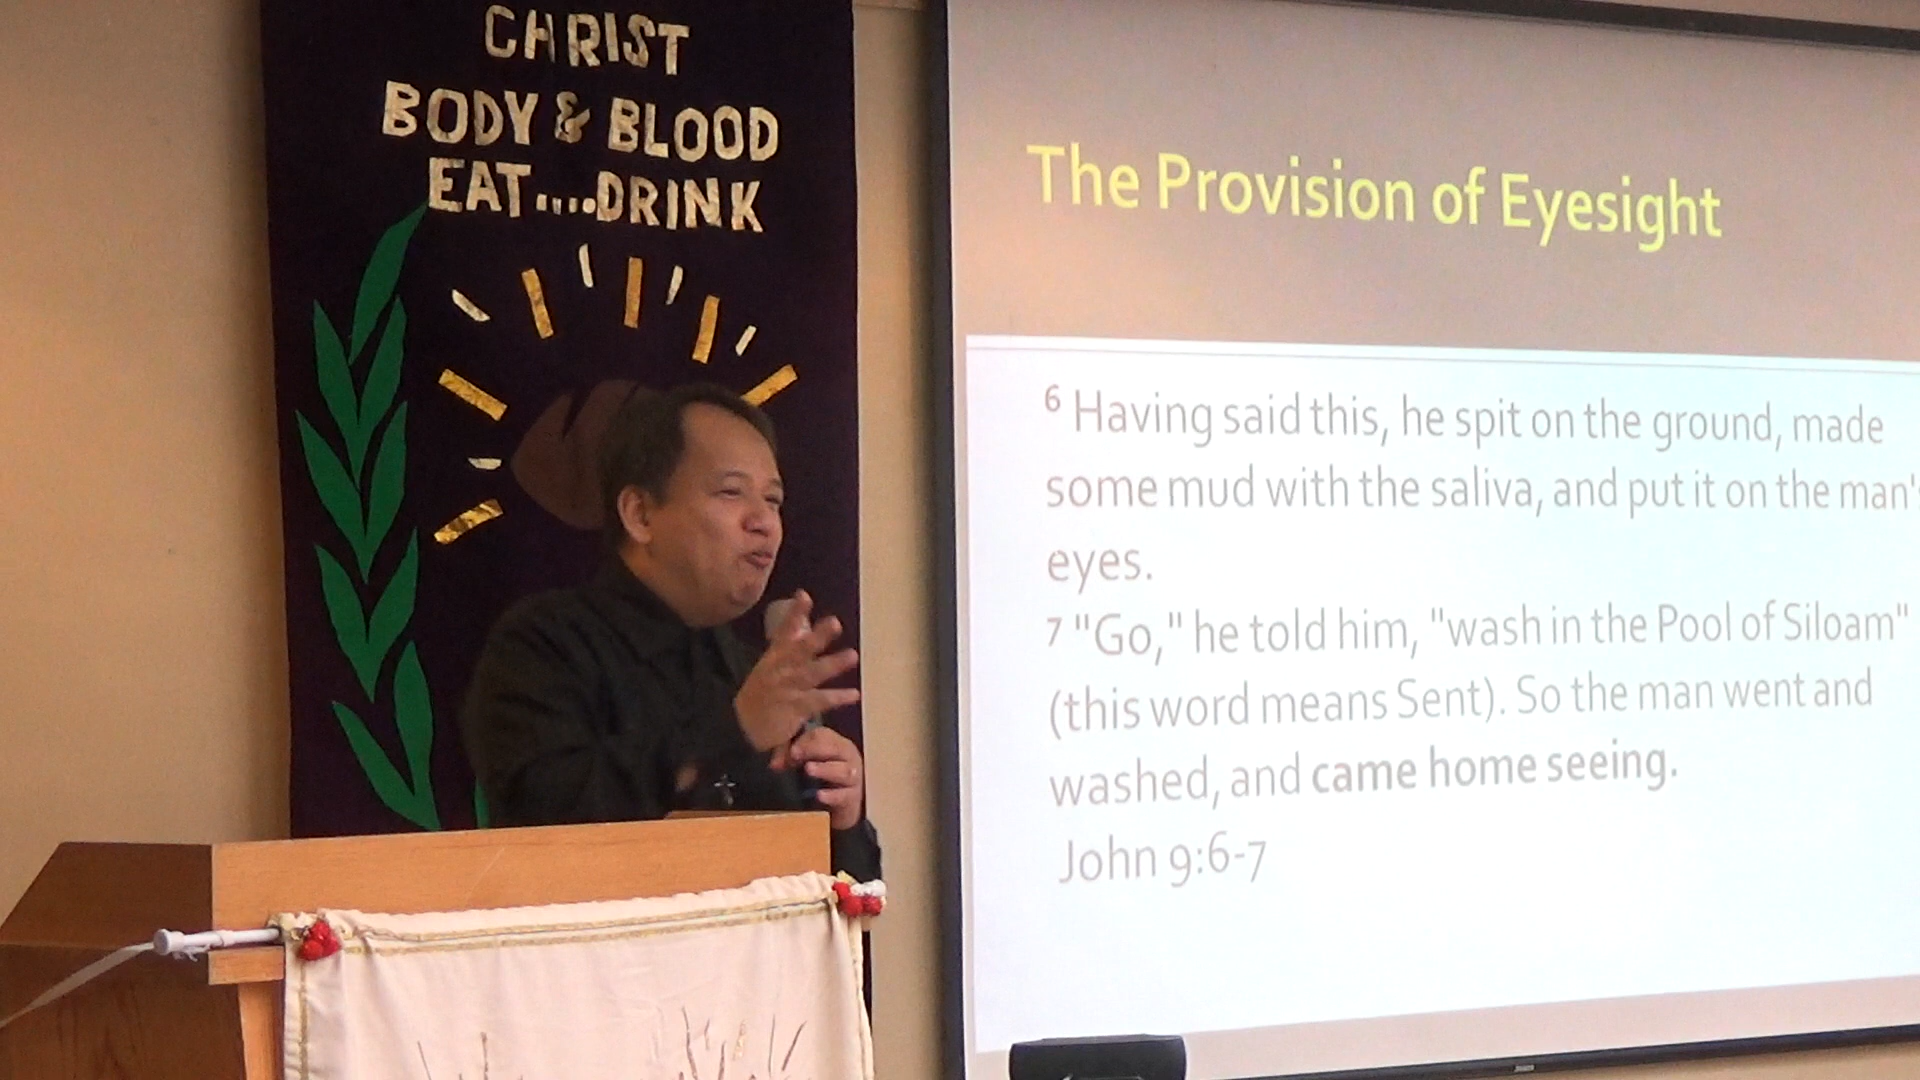 CHRIST
BODY & BLOOD
EAT....DRINK
The Provision of Eyesight
6 Having said this, he spit on the ground, made
some mud with the saliva, and put it on the man's
eyes.
7 "Go," he told him, "wash in the Pool of Siloam"
(this word means Sent). So the man went and
washed, and came home seeing.
John 9:6-7